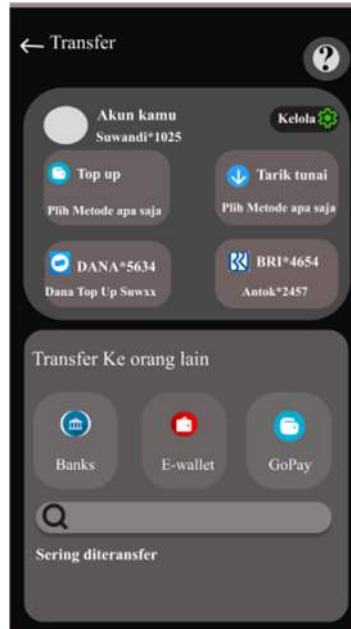 Transfer
?
Akun kamu
Kelola
Suwandi*1025
Top up
Plih Metode apa saja
Tarik tunai
Plih Metode apa saja
DANA*5634
Dana Top Up Suwxx
BRI*4654
Antok*2457
Transfer Ke orang lain
Banks
E-wallet
GoPay
Sering diteransfer